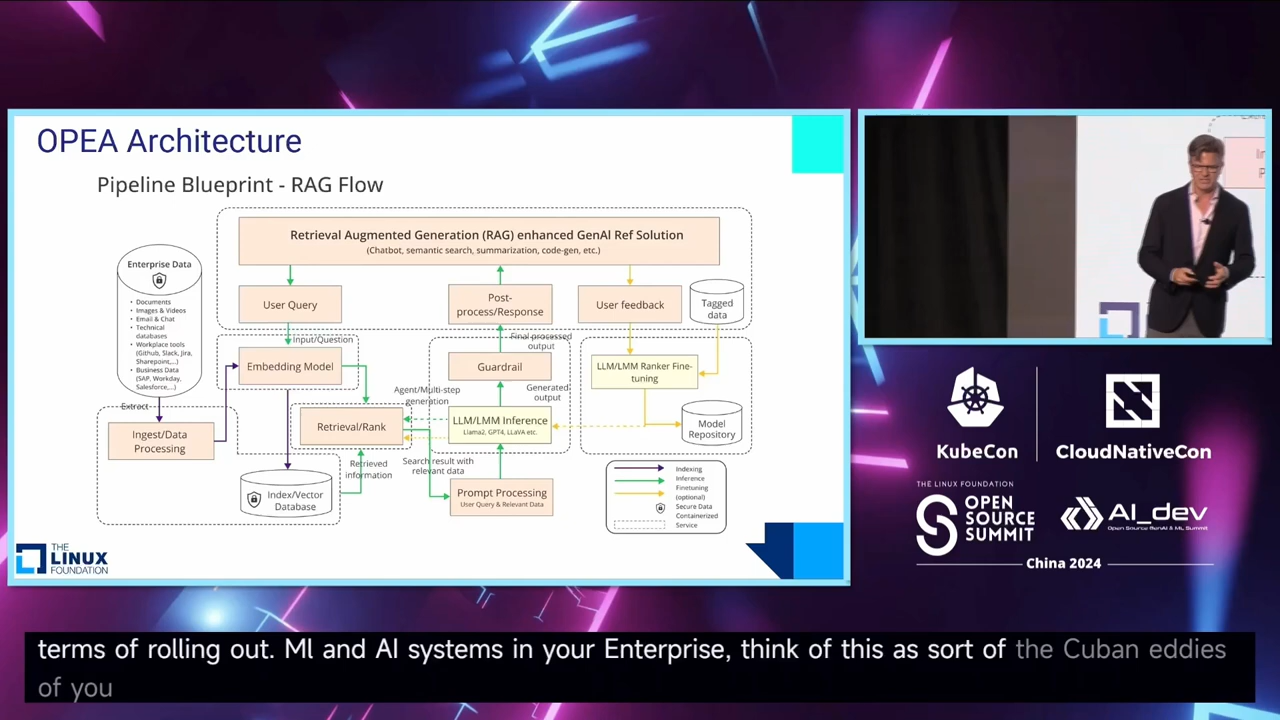 OPEA Architecture
Pipeline Blueprint - RAG Flow
Retrieval Augmented Generation (RAG) enhanced GenAI Ref Solution
(Chatbot, semantic search, summarization, code-gen, etc.)
Enterprise Data
• Documents
• Images & Videos
• Email & Chat
• Technical
databases
• Workplace tools
(Github, Slack, Jira,
Sharepoint,...)
• Business Data
(SAP, Workday,
Salesforce,...)
Extract
Ingest/Data
Processing
User Query
Input/Question
Embedding Model
Retrieval/Rank
Retrieved
information
Index/Vector
Database
Post-
process/Response
Final processed
output
Guardrail
Generated
output
Agent/Multi-step
generation
LLM/LMM Inference
Llama2, GPT4, LLaVA etc.
Search result with
relevant data
Prompt Processing
User Query & Relevant Data
User feedback
Tagged
data
LLM/LMM Ranker Fine-
tuning
Model
Repository
Indexing
Inference
Finetuning
(optional)
Secure Data
Containerized
Service
THE
LINUX
FOUNDATION
KubeCon
CloudNativeCon
THE LINUX FOUNDATION
OPEN
SOURCE
SUMMIT
AI_dev
Open Source GenAI & ML Summit
China 2024
terms of rolling out. Ml and AI systems in your Enterprise, think of this as sort of the Cuban eddies
of you